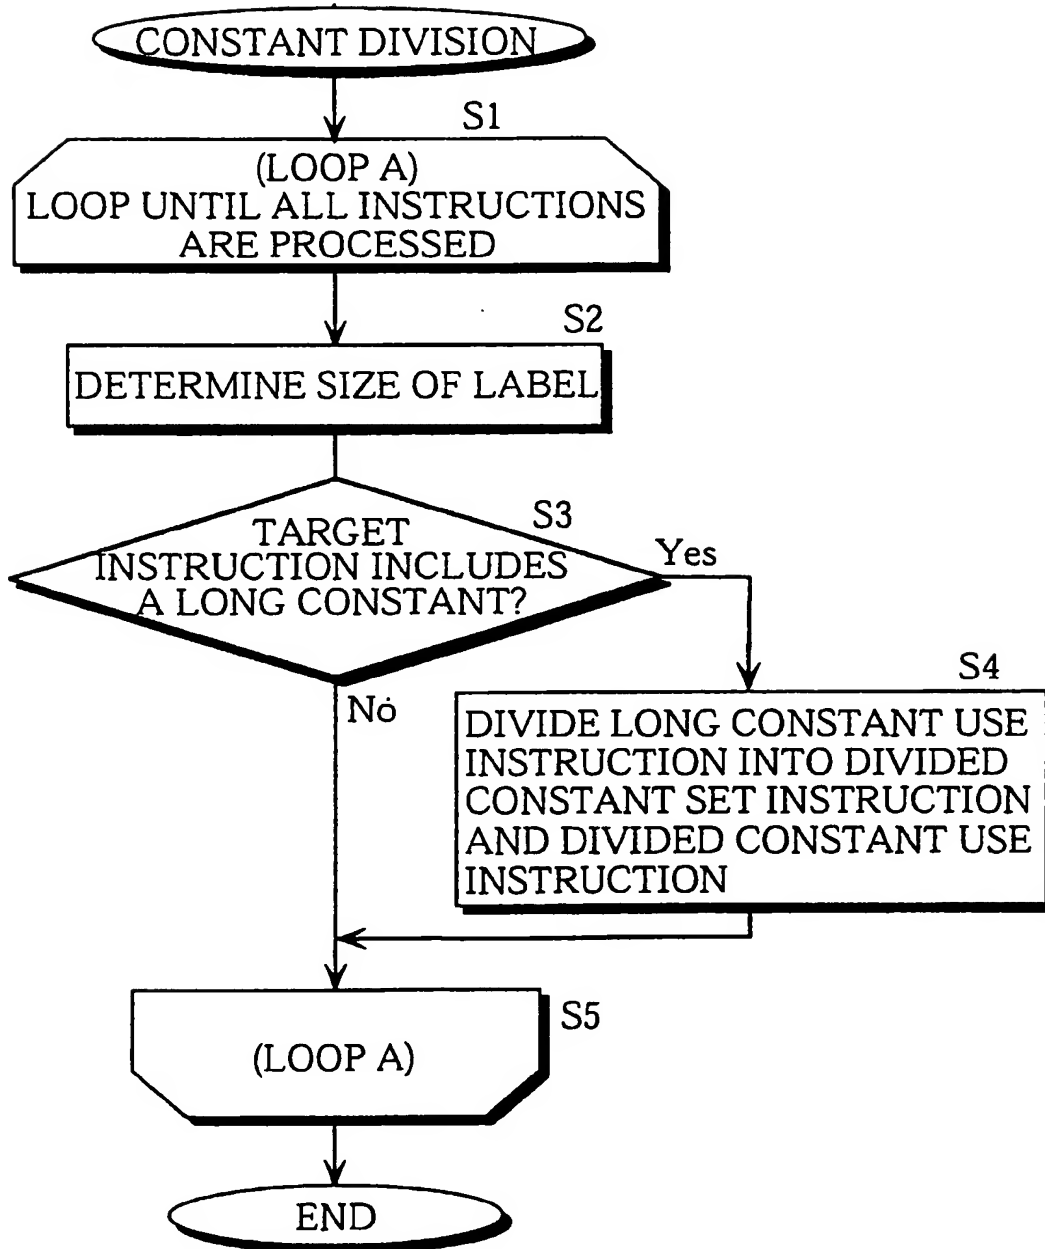 CONSTANT DIVISION
S1
(LOOP A)
LOOP UNTIL ALL INSTRUCTIONS
ARE PROCESSED
S2
DETERMINE SIZE OF LABEL
S3
TARGET
INSTRUCTION INCLUDES
A LONG CONSTANT?
Yes
No
S4
DIVIDE LONG CONSTANT USE
INSTRUCTION INTO DIVIDED
CONSTANT SET INSTRUCTION
AND DIVIDED CONSTANT USE
INSTRUCTION
S5
(LOOP A)
END